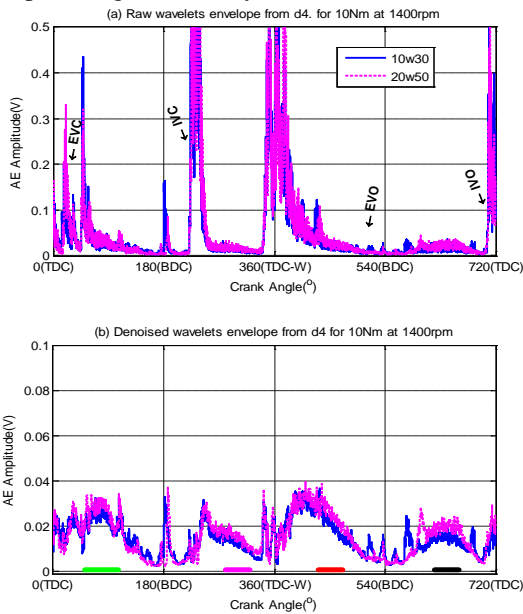 (a) Raw wavelets envelope from d4. for 10Nm at 1400rpm
0.5
0.4
0.3
0.2
0.1
0
AE Amplitude(V)
10w30
20w50
← EVC
← IVC
EVO →
IVO →
0(TDC) 180(BDC) 360(TDC-W) 540(BDC) 720(TDC)
Crank Angle(°)
(b) Denoised wavelets envelope from d4 for 10Nm at 1400rpm
0.1
0.08
0.06
0.04
0.02
0
AE Amplitude(V)
0(TDC) 180(BDC) 360(TDC-W) 540(BDC) 720(TDC)
Crank Angle(°)